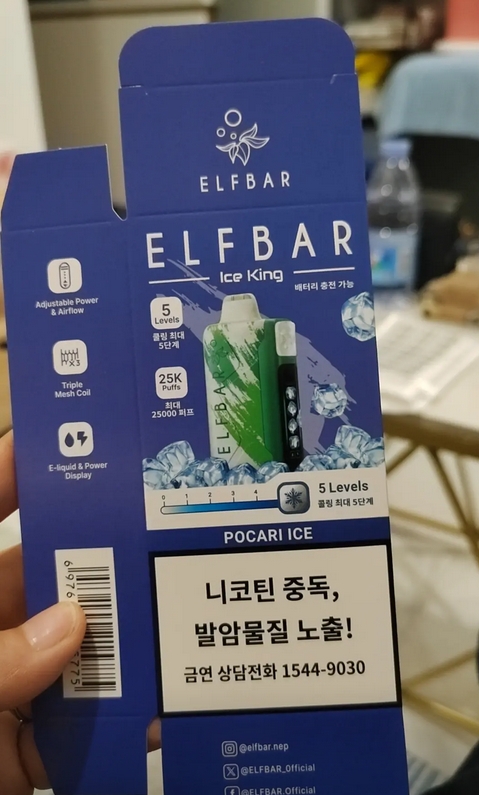 ELFBAR
ELFBAR
Ice King
배터리 충전 가능
Adjustable Power
& Airflow
5
Levels
쿨링 최대
5단계
Triple
Mesh Coil
X3
25K
Puffs
최대
25000 퍼프
E-liquid & Power
Display
ELFBAR
0 1 2 3 4
5 Levels
쿨링 최대 5단계
POCARI ICE
니코틴 중독,
발암물질 노출!
금연 상담전화 1544-9030
@elfbar.nep
@ELFBAR_Official
@ELFBAR.Official